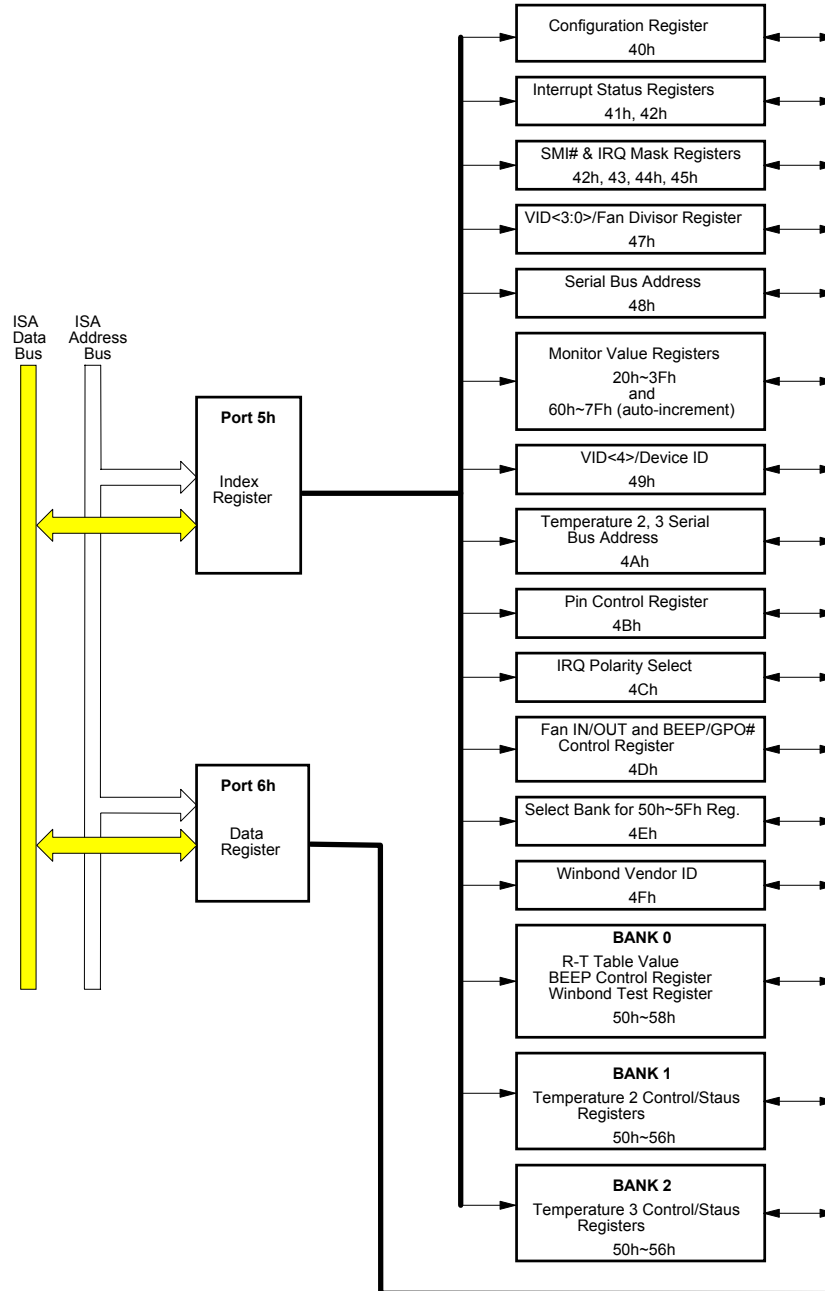 Configuration Register
40h
Interrupt Status Registers
41h, 42h
SMI# & IRQ Mask Registers
42h, 43, 44h, 45h
VID<3:0>/Fan Divisor Register
47h
Serial Bus Address
48h
ISA
Data
Bus
ISA
Address
Bus
Monitor Value Registers
20h~3Fh
and
60h~7Fh (auto-increment)
Port 5h
Index
Register
VID<4>/Device ID
49h
Temperature 2, 3 Serial
Bus Address
4Ah
Pin Control Register
4Bh
IRQ Polarity Select
4Ch
Fan IN/OUT and BEEP/GPO#
Control Register
4Dh
Port 6h
Data
Register
Select Bank for 50h~5Fh Reg.
4Eh
Winbond Vendor ID
4Fh
BANK 0
R-T Table Value
BEEP Control Register
Winbond Test Register
50h~58h
BANK 1
Temperature 2 Control/Staus
Registers
50h~56h
BANK 2
Temperature 3 Control/Staus
Registers
50h~56h